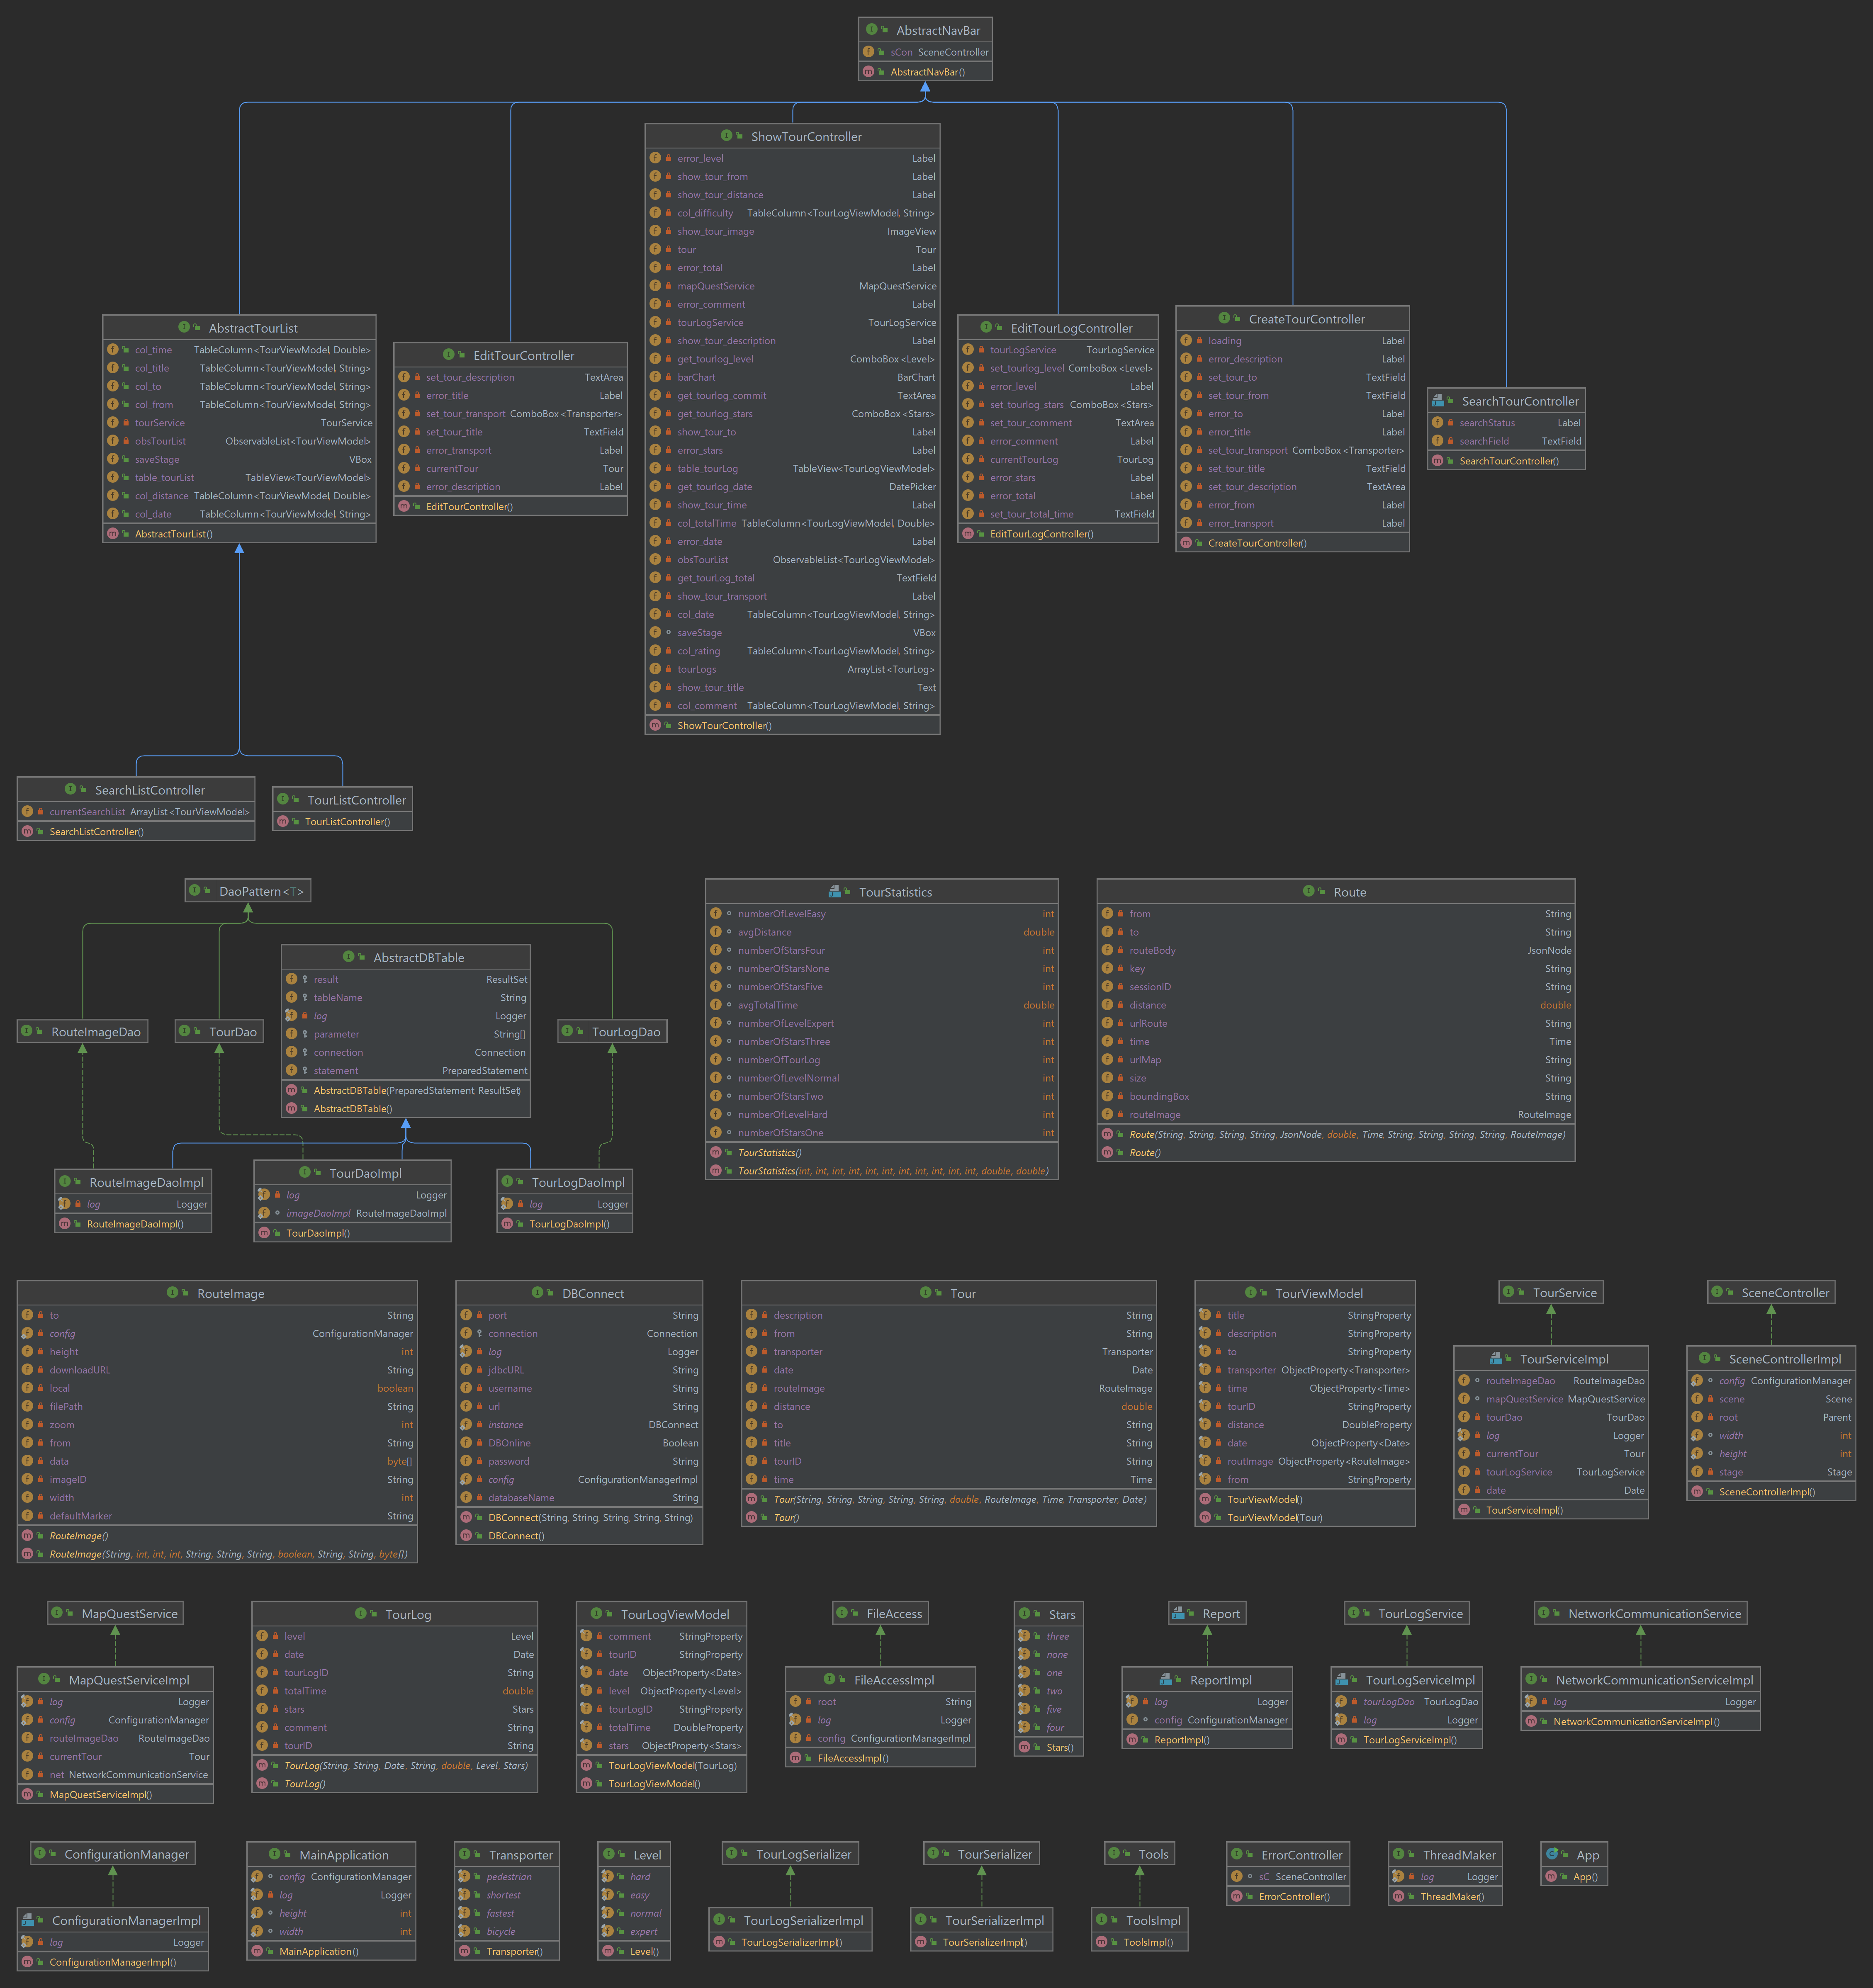 AbstractNavBar
sCon SceneController
AbstractNavBar()
ShowTourController
error_level Label
show_tour_from Label
show_tour_distance Label
col_difficulty TableColumn<TourLogViewModel, String>
show_tour_image ImageView
tour Tour
error_total Label
mapQuestService MapQuestService
error_comment Label
tourLogService TourLogService
show_tour_description Label
get_tourlog_level ComboBox<Level>
barChart BarChart
get_tourlog_commit TextArea
get_tourlog_stars ComboBox<Stars>
show_tour_to Label
error_stars Label
table_tourLog TableView<TourLogViewModel>
get_tourlog_date DatePicker
show_tour_time Label
col_totalTime TableColumn<TourLogViewModel, Double>
error_date Label
obsTourList ObservableList<TourLogViewModel>
get_tourLog_total TextField
show_tour_transport Label
col_date TableColumn<TourLogViewModel, String>
saveStage VBox
col_rating TableColumn<TourLogViewModel, String>
tourLogs ArrayList<TourLog>
show_tour_title Text
col_comment TableColumn<TourLogViewModel, String>
ShowTourController()
AbstractTourList
col_time TableColumn<TourViewModel, Double>
col_title TableColumn<TourViewModel, String>
col_to TableColumn<TourViewModel, String>
col_from TableColumn<TourViewModel, String>
tourService TourService
obsTourList ObservableList<TourViewModel>
saveStage VBox
table_tourList TableView<TourViewModel>
col_distance TableColumn<TourViewModel, Double>
col_date TableColumn<TourViewModel, String>
AbstractTourList()
EditTourController
set_tour_description TextArea
error_title Label
set_tour_transport ComboBox<Transporter>
set_tour_title TextField
error_transport Label
currentTour Tour
error_description Label
EditTourController()
EditTourLogController
tourLogService TourLogService
set_tourlog_level ComboBox<Level>
error_level Label
set_tourlog_stars ComboBox<Stars>
set_tour_comment TextArea
error_comment Label
currentTourLog TourLog
error_stars Label
error_total Label
set_tour_total_time TextField
EditTourLogController()
CreateTourController
loading Label
error_description Label
set_tour_to TextField
set_tour_from TextField
error_to Label
error_title Label
set_tour_transport ComboBox<Transporter>
set_tour_title TextField
set_tour_description TextArea
error_from Label
error_transport Label
CreateTourController()
SearchTourController
searchStatus Label
searchField TextField
SearchTourController()
SearchListController
currentSearchList ArrayList<TourViewModel>
SearchListController()
TourListController
TourListController()
DaoPattern<T>
AbstractDBTable
result ResultSet
tableName String
log Logger
parameter String[]
connection Connection
statement PreparedStatement
AbstractDBTable(PreparedStatement, ResultSet)
AbstractDBTable()
RouteImageDao
TourDao
TourLogDao
RouteImageDaoImpl
log Logger
RouteImageDaoImpl()
TourDaoImpl
log Logger
imageDaoImpl RouteImageDaoImpl
TourDaoImpl()
TourLogDaoImpl
log Logger
TourLogDaoImpl()
TourStatistics
numberOfLevelEasy int
avgDistance double
numberOfStarsFour int
numberOfStarsNone int
numberOfStarsFive int
avgTotalTime double
numberOfLevelExpert int
numberOfStarsThree int
numberOfTourLog int
numberOfLevelNormal int
numberOfStarsTwo int
numberOfLevelHard int
numberOfStarsOne int
TourStatistics()
TourStatistics(int, int, int, int, int, int, int, int, int, int, int, double, double)
Route
from String
to String
routeBody JsonNode
key String
sessionID String
distance double
urlRoute String
time Time
urlMap String
size String
boundingBox String
routeImage RouteImage
Route(String, String, String, String, JsonNode, double, Time, String, String, String, String, RouteImage)
Route()
RouteImage
to String
config ConfigurationManager
height int
downloadURL String
local boolean
filePath String
zoom int
from String
data byte[]
imageID String
width int
defaultMarker String
RouteImage()
RouteImage(String, int, int, int, String, String, String, boolean, String, String, byte[])
DBConnect
port String
connection Connection
log Logger
jdbcURL String
username String
url String
instance DBConnect
DBOnline Boolean
password String
config ConfigurationManagerImpl
databaseName String
DBConnect(String, String, String, String, String)
DBConnect()
Tour
description String
from String
transporter Transporter
date Date
routeImage RouteImage
distance double
to String
title String
tourID String
time Time
Tour(String, String, String, String, String, double, RouteImage, Time, Transporter, Date)
Tour()
TourViewModel
title StringProperty
description StringProperty
to StringProperty
transporter ObjectProperty<Transporter>
time ObjectProperty<Time>
tourID StringProperty
distance DoubleProperty
date ObjectProperty<Date>
routImage ObjectProperty<RouteImage>
from StringProperty
TourViewModel()
TourViewModel(Tour)
TourService
TourServiceImpl
routeImageDao RouteImageDao
mapQuestService MapQuestService
tourDao TourDao
log Logger
currentTour Tour
tourLogService TourLogService
date Date
TourServiceImpl()
SceneController
SceneControllerImpl
config ConfigurationManager
scene Scene
root Parent
width int
height int
stage Stage
SceneControllerImpl()
MapQuestService
MapQuestServiceImpl
log Logger
config ConfigurationManager
routeImageDao RouteImageDao
currentTour Tour
net NetworkCommunicationService
MapQuestServiceImpl()
TourLog
level Level
date Date
tourLogID String
totalTime double
stars Stars
comment String
tourID String
TourLog(String, String, Date, String, double, Level, Stars)
TourLog()
TourLogViewModel
comment StringProperty
tourID StringProperty
date ObjectProperty<Date>
level ObjectProperty<Level>
tourLogID StringProperty
totalTime DoubleProperty
stars ObjectProperty<Stars>
TourLogViewModel(TourLog)
TourLogViewModel()
FileAccess
FileAccessImpl
root String
log Logger
config ConfigurationManagerImpl
FileAccessImpl()
Stars
three
none
one
two
five
four
Stars()
Report
ReportImpl
log Logger
config ConfigurationManager
ReportImpl()
TourLogService
TourLogServiceImpl
tourLogDao TourLogDao
log Logger
TourLogServiceImpl()
NetworkCommunicationService
NetworkCommunicationServiceImpl
log Logger
NetworkCommunicationServiceImpl()
ConfigurationManager
ConfigurationManagerImpl
log Logger
ConfigurationManagerImpl()
MainApplication
config ConfigurationManager
log Logger
height int
width int
MainApplication()
Transporter
pedestrian
shortest
fastest
bicycle
Transporter()
Level
hard
easy
normal
expert
Level()
TourLogSerializer
TourLogSerializerImpl
TourLogSerializerImpl()
TourSerializer
TourSerializerImpl
TourSerializerImpl()
Tools
ToolsImpl
ToolsImpl()
ErrorController
sC SceneController
ErrorController()
ThreadMaker
log Logger
ThreadMaker()
App
App()